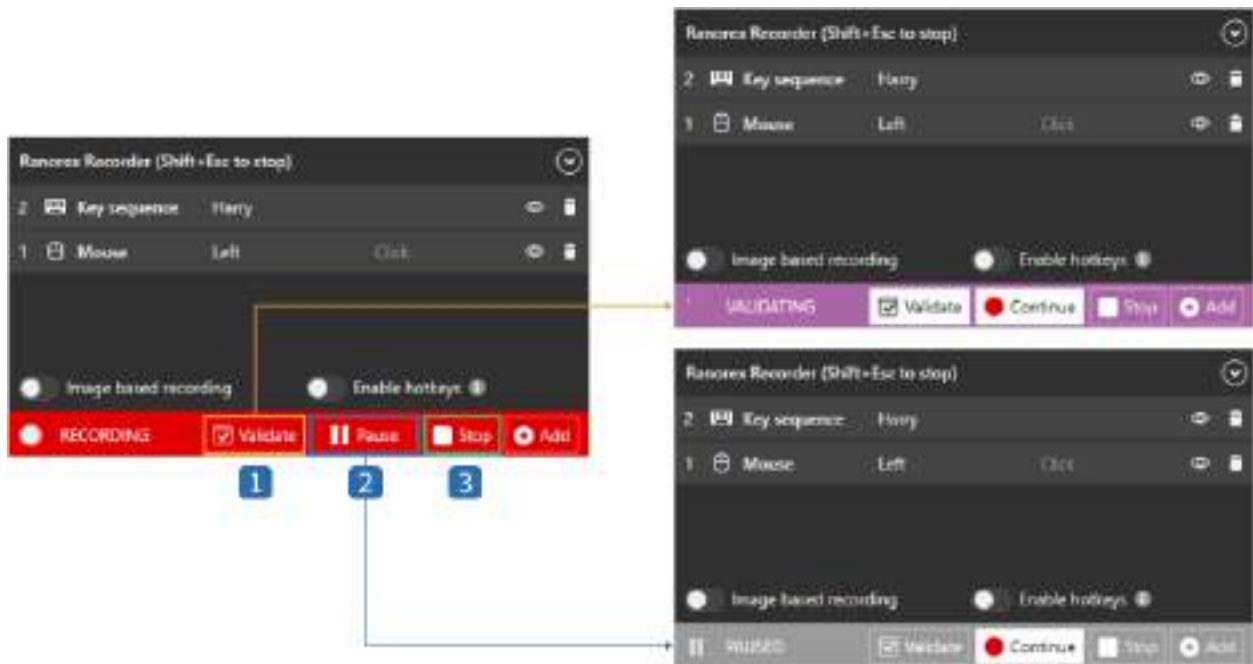 Ranorex Recorder (Shift+Esc to stop)
2 Key sequence Harry
1 Mouse Left Click
Image based recording Enable hotkeys
RECORDING Validate Pause Stop Add
1 2 3
Ranorex Recorder (Shift+Esc to stop)
2 Key sequence Harry
1 Mouse Left Click
Image based recording Enable hotkeys
VALIDATING Validate Continue Stop Add
Ranorex Recorder (Shift+Esc to stop)
2 Key sequence Harry
1 Mouse Left Click
Image based recording Enable hotkeys
PAUSED Validate Continue Stop Add